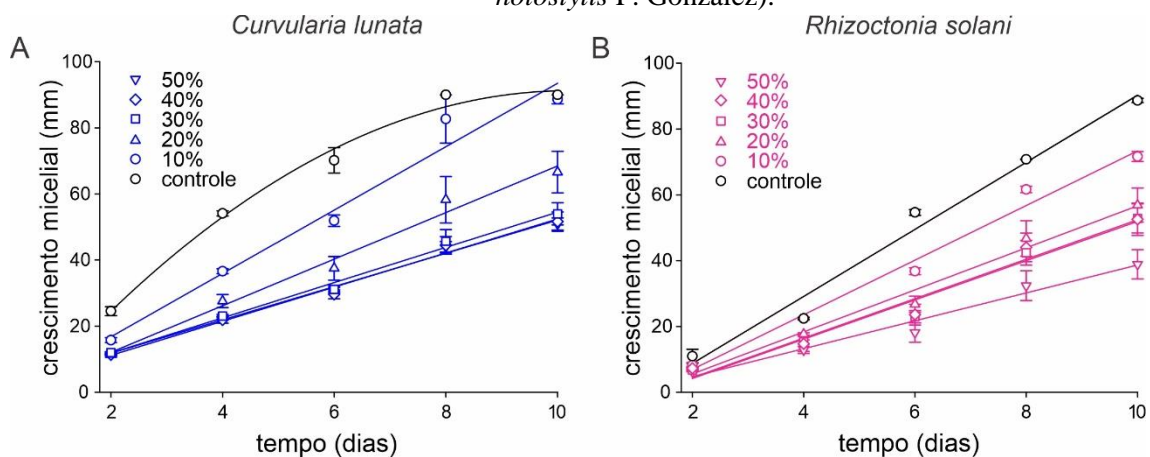 holostylis P. González).
Curvularia lunata
Rhizoctonia solani
A
crescimento micelial (mm)
100
80
60
40
20
0
50%
40%
30%
20%
10%
controle
2
4
6
8
10
tempo (dias)
B
crescimento micelial (mm)
100
80
60
40
20
0
50%
40%
30%
20%
10%
controle
2
4
6
8
10
tempo (dias)